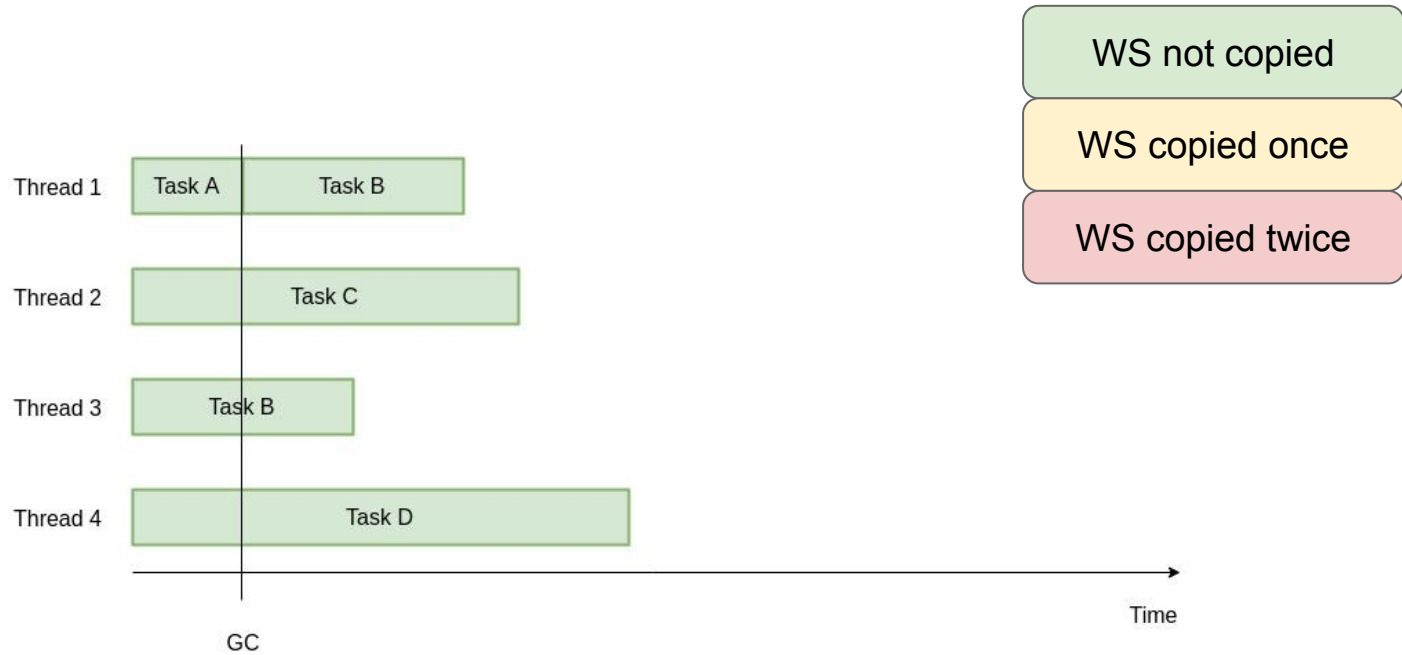 WS not copied
WS copied once
WS copied twice
Thread 1
Task A
Task B
Thread 2
Task C
Thread 3
Task B
Thread 4
Task D
Time
GC